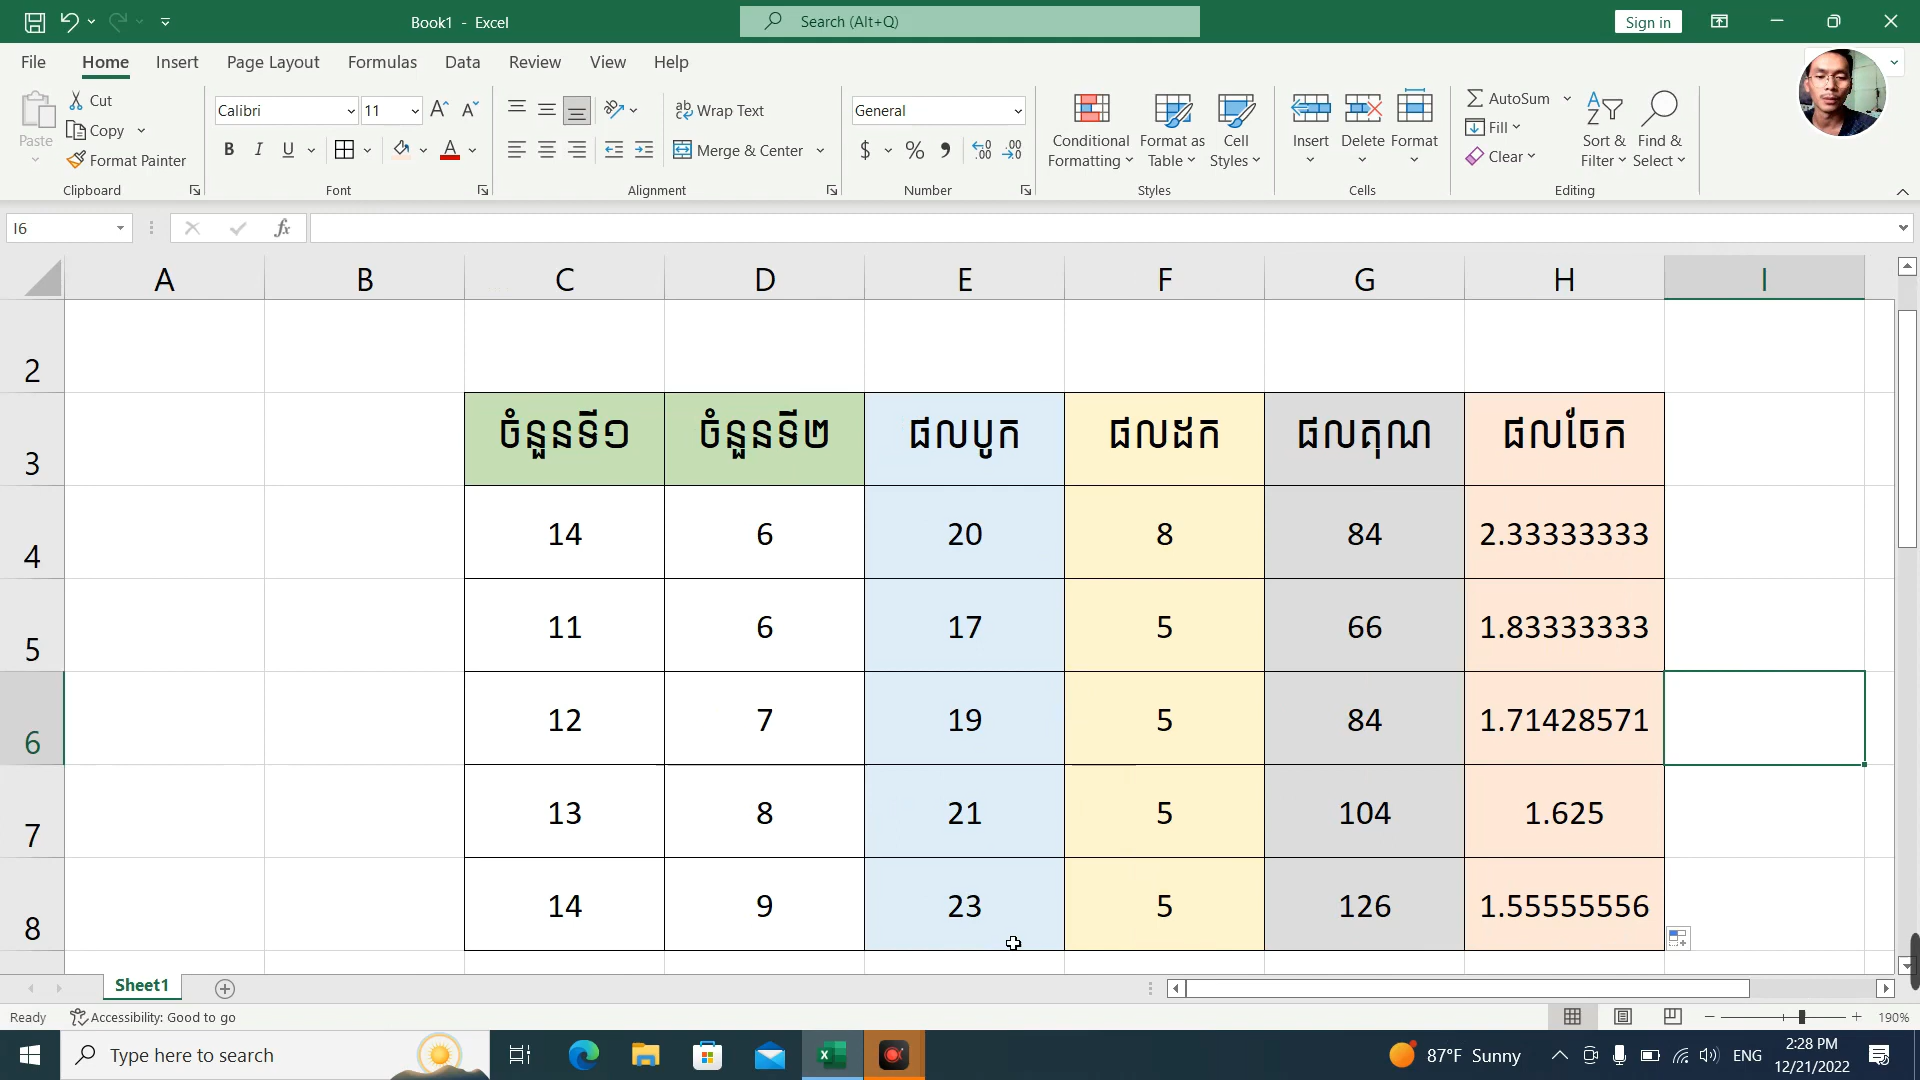 Book1 - Excel
Search (Alt+Q)
Sign in
File Home Insert Page Layout Formulas Data Review View Help
Paste
Cut
Copy
Format Painter
Clipboard
Calibri 11
B I U
Font
Wrap Text
Merge & Center
Alignment
General
$ % ,
Number
Conditional Formatting
Format as Table
Cell Styles
Styles
Insert Delete Format
Cells
AutoSum
Fill
Clear
Sort & Filter
Find & Select
Editing
I6
fx
A B C D E F G H I
2
3 ចំនួនទី១ ចំនួនទី២ ផលបូក ផលដក ផលគុណ ផលចែក
4 14 6 20 8 84 2.33333333
5 11 6 17 5 66 1.83333333
6 12 7 19 5 84 1.71428571
7 13 8 21 5 104 1.625
8 14 9 23 5 126 1.55555556
Sheet1
Ready Accessibility: Good to go 190%
Type here to search
87°F Sunny
ENG
2:28 PM
12/21/2022